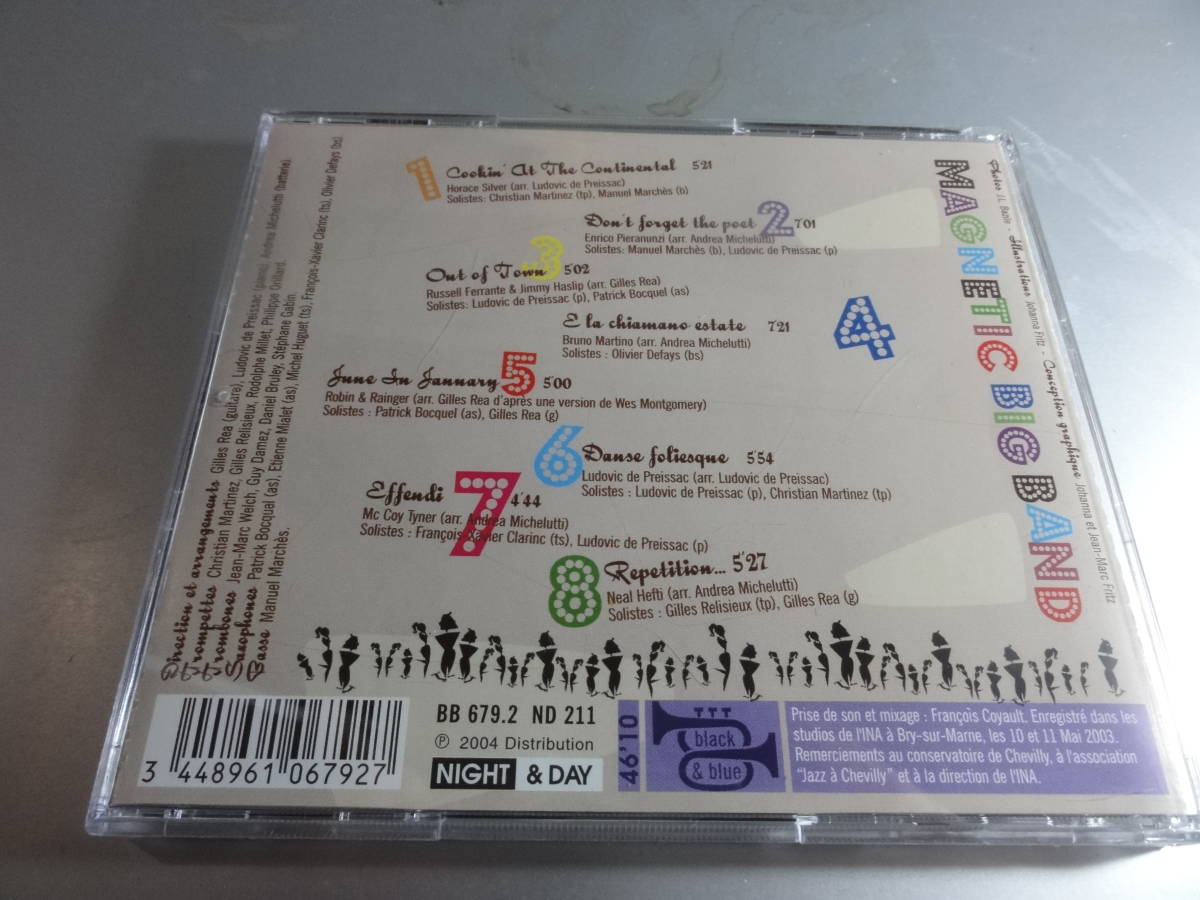 1 Cookin' At The Continental 5'21
Horace Silver (arr. Ludovic de Preissac)
Solistes: Christian Martinez (tp), Manuel Marchès (b)
Don't forget the poet 2 7'01
Enrico Pieranunzi (arr. Andrea Michelutti)
Solistes: Manuel Marchès (b), Ludovic de Preissac (p)
Out of Town 3 5'02
Russell Ferrante & Jimmy Haslip (arr. Gilles Rea)
Solistes: Ludovic de Preissac (p), Patrick Bocquel (as)
E la chiamano estate 7'21 4
Bruno Martino (arr. Andrea Michelutti)
Solistes : Olivier Defays (bs)
June In January 5 5'00
Robin & Rainger (arr. Gilles Rea d'après une version de Wes Montgomery)
Solistes : Patrick Bocquel (as), Gilles Rea (g)
6 Danse foliesque 5'54
Ludovic de Preissac (arr. Ludovic de Preissac)
Solistes : Ludovic de Preissac (p), Christian Martinez (tp)
Effendi 7 4'44
Mc Coy Tyner (arr. Andrea Michelutti)
Solistes : François-Xavier Clarinc (ts), Ludovic de Preissac (p)
8 Repetition... 5'27
Neal Hefti (arr. Andrea Michelutti)
Solistes : Gilles Relisieux (tp), Gilles Rea (g)
Direction et arrangements Gilles Rea (guitare), Ludovic de Preissac (piano), Andrea Michelutti (batterie).
Trompettes Christian Martinez, Gilles Relisieux, Rodolphe Millet, Philippe Orillard.
Trombones Jean-Marc Welch, Guy Damez, Daniel Bruley, Stéphane Gabin.
Saxophones Patrick Bocqual (as), Etienne Mialet (as), Michel Huguet (ts), François-Xavier Clarinc (ts), Olivier Defays (bs).
Basse Manuel Marchès.
MAGNETIC BIG BAND
Photos J.L. - Illustrations Johanna Fritz - Conception graphique Johanna et Jean-Marc Fritz
3 448961 067927
BB 679.2 ND 211
℗ 2004 Distribution
NIGHT & DAY
46'10
black
& blue
Prise de son et mixage : François Coyault. Enregistré dans les
studios de l'INA à Bry-sur-Marne, les 10 et 11 Mai 2003.
Remerciements au conservatoire de Chevilly, à l'association
"Jazz à Chevilly" et à la direction de l'INA.